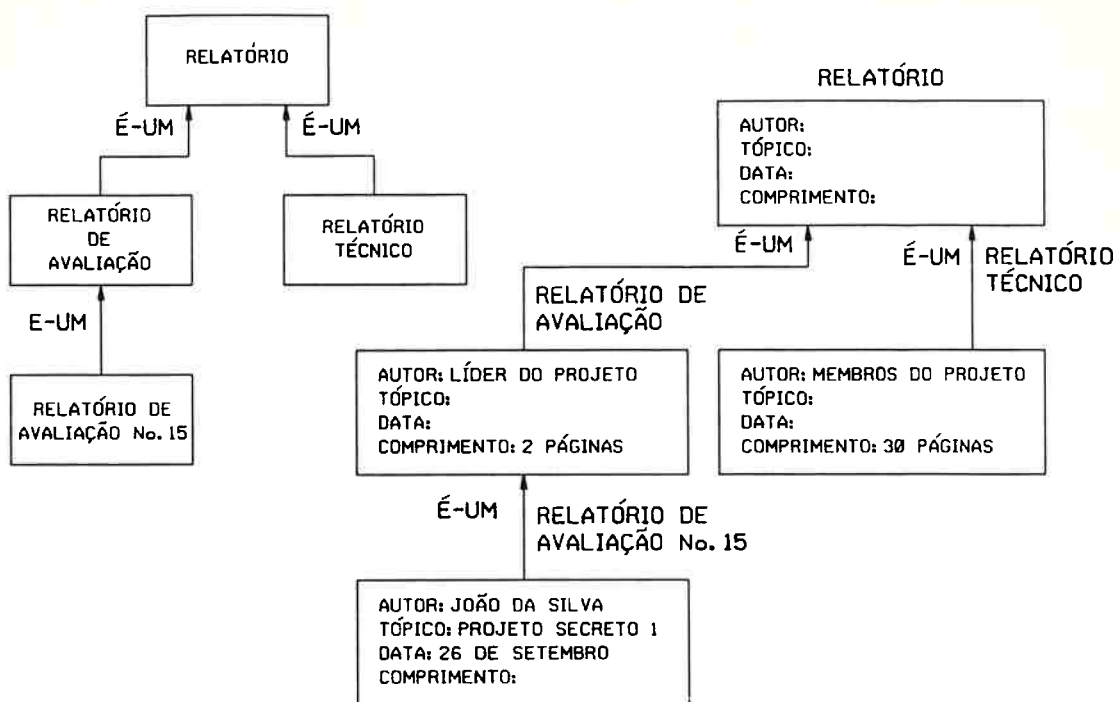 RELATÓRIO
É-UM
É-UM
RELATÓRIO
DE
AVALIAÇÃO
RELATÓRIO
TÉCNICO
E-UM
RELATÓRIO DE
AVALIAÇÃO No. 15
RELATÓRIO
AUTOR:
TÓPICO:
DATA:
COMPRIMENTO:
É-UM
É-UM
RELATÓRIO
TÉCNICO
RELATÓRIO DE
AVALIAÇÃO
AUTOR: LÍDER DO PROJETO
TÓPICO:
DATA:
COMPRIMENTO: 2 PÁGINAS
AUTOR: MEMBROS DO PROJETO
TÓPICO:
DATA:
COMPRIMENTO: 30 PÁGINAS
É-UM
RELATÓRIO DE
AVALIAÇÃO No. 15
AUTOR: JOÃO DA SILVA
TÓPICO: PROJETO SECRETO 1
DATA: 26 DE SETEMBRO
COMPRIMENTO: